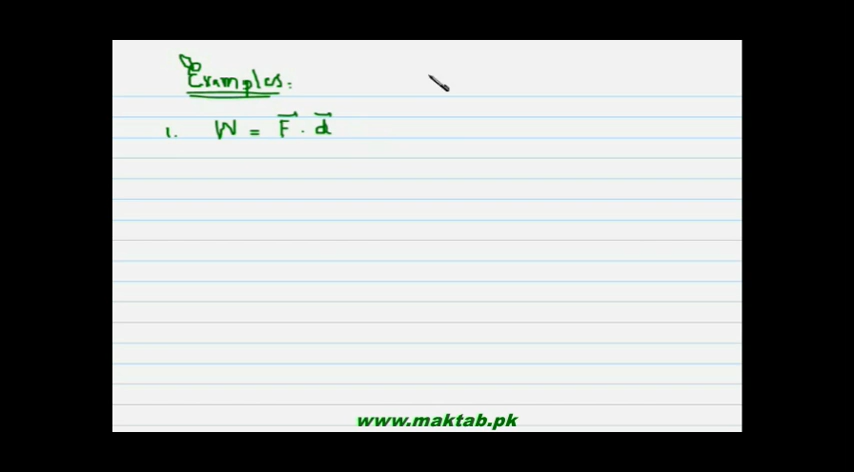 Examples:
1. W = F⃗ . d⃗
www.maktab.pk